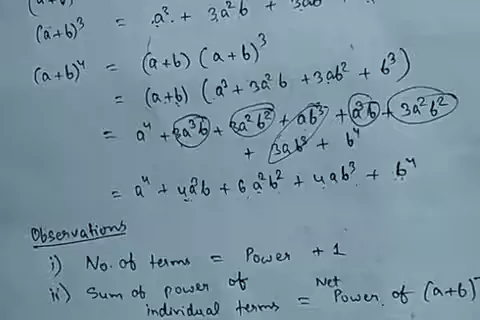 (a+b)³ = a³ + 3a²b + 3ab
(a+b)⁴ = (a+b) (a+b)³
= (a+b) (a³ + 3a²b + 3ab² + b³)
= a⁴ + 3a³b + 3a²b² + ab³ + a³b + 3a²b²
+ 3ab³ + b⁴
= a⁴ + 4a³b + 6a²b² + 4ab³ + b⁴
Observations
i) No. of terms = Power + 1
ii) Sum of power of
individual terms = Net Power of (a+b)